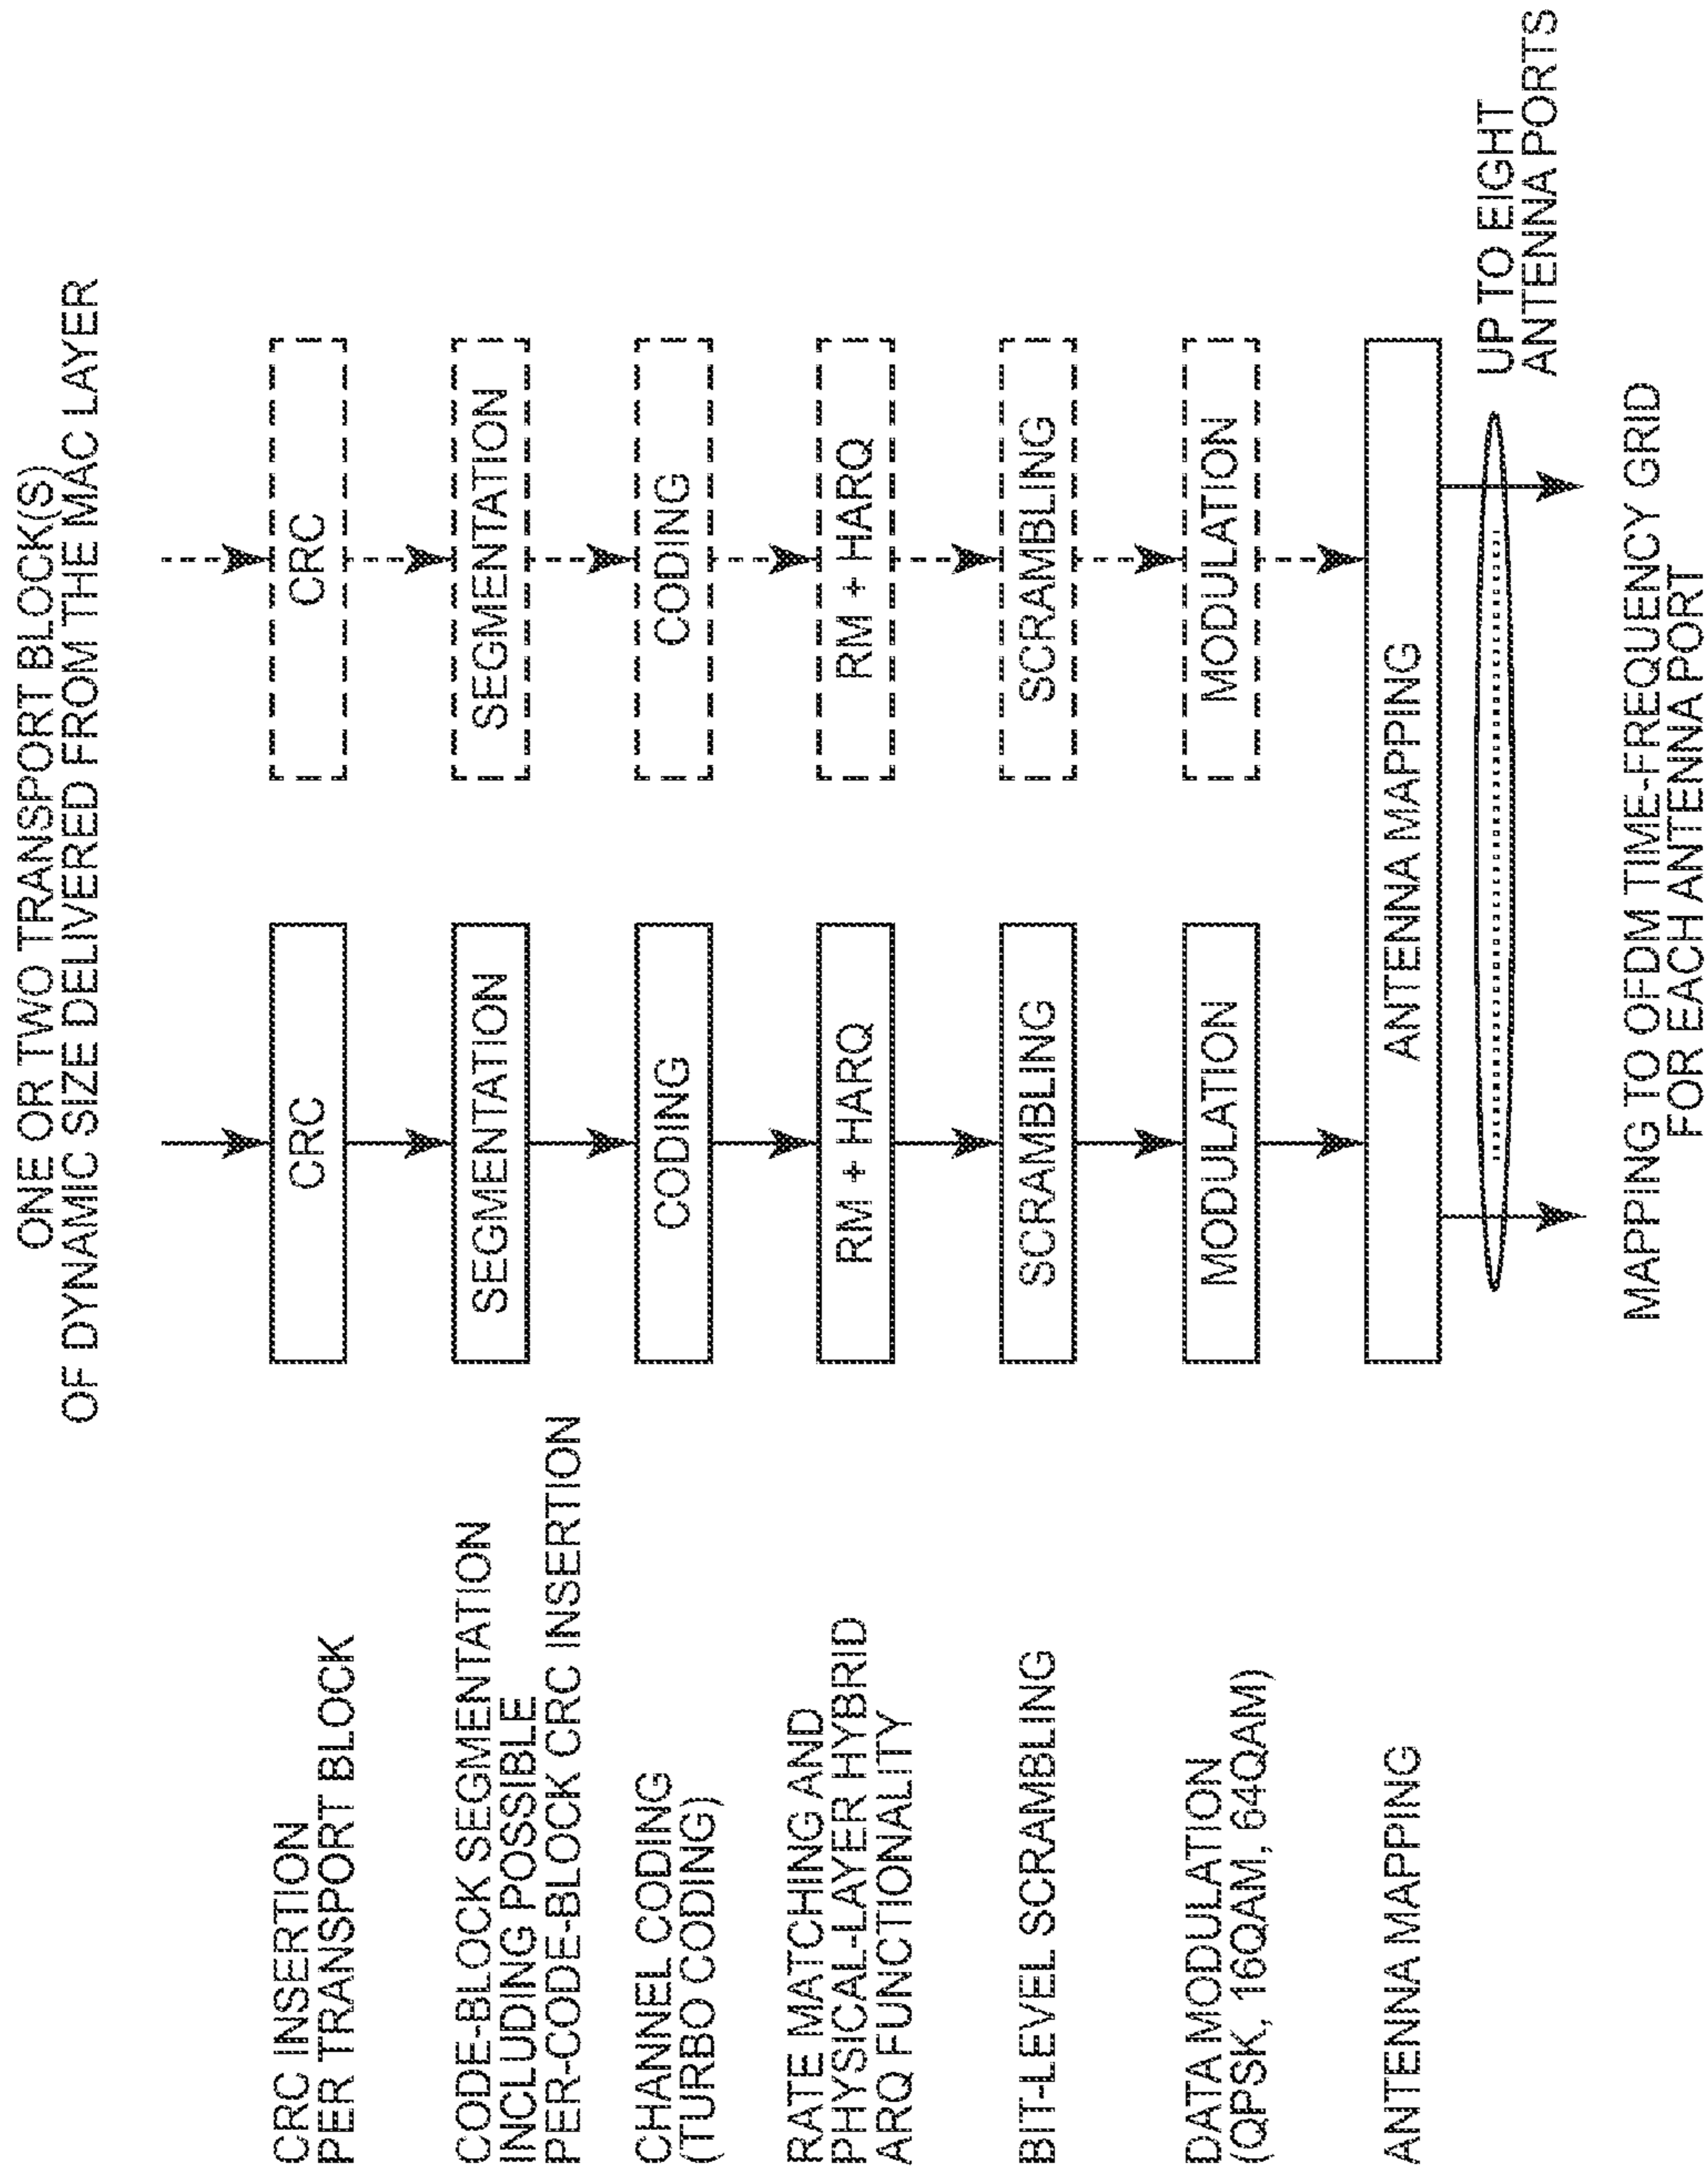 ONE OR TWO TRANSPORT BLOCK(S)
OF DYNAMIC SIZE DELIVERED FROM THE MAC LAYER
CRC INSERTION
PER TRANSPORT BLOCK
CRC
CRC
CODE-BLOCK SEGMENTATION
INCLUDING POSSIBLE
PER-CODE-BLOCK CRC INSERTION
SEGMENTATION
SEGMENTATION
CHANNEL CODING
(TURBO CODING)
CODING
CODING
RATE MATCHING AND
PHYSICAL-LAYER HYBRID
ARQ FUNCTIONALITY
RM + HARQ
RM + HARQ
BIT-LEVEL SCRAMBLING
SCRAMBLING
SCRAMBLING
DATA MODULATION
(QPSK, 16QAM, 64QAM)
MODULATION
MODULATION
ANTENNA MAPPING
ANTENNA MAPPING
UP TO EIGHT
ANTENNA PORTS
MAPPING TO OFDM TIME-FREQUENCY GRID
FOR EACH ANTENNA PORT